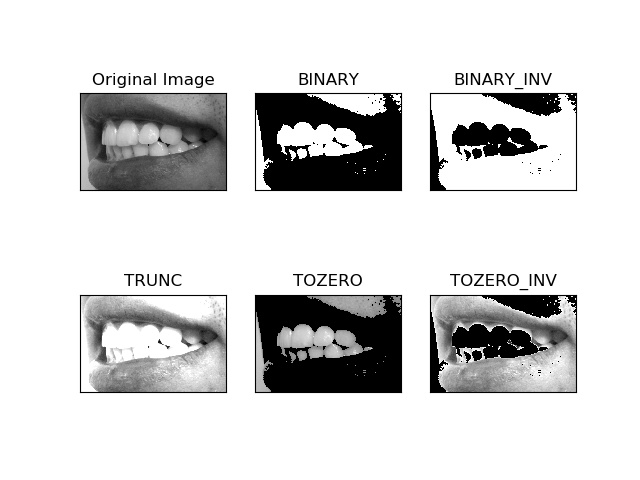 Original Image
BINARY
BINARY_INV
TRUNC
TOZERO
TOZERO_INV